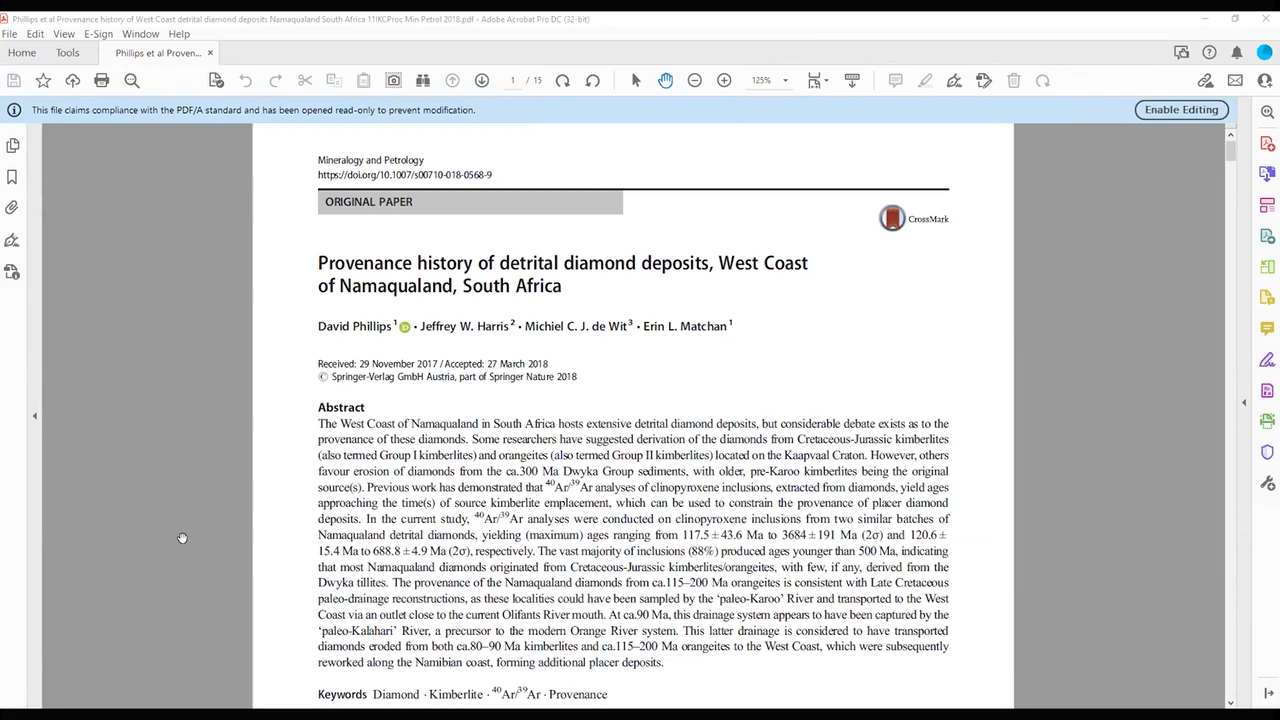 Phillips et al Provenance history of West Coast detrital diamond deposits Namaqualand South Africa 11IKCProc Min Petrol 2018.pdf - Adobe Acrobat Pro DC (32-bit)
File Edit View E-Sign Window Help
Home Tools Phillips et al Proven... ×
1 / 15 125%
This file claims compliance with the PDF/A standard and has been opened read-only to prevent modification. Enable Editing
Mineralogy and Petrology
https://doi.org/10.1007/s00710-018-0568-9
ORIGINAL PAPER
CrossMark
Provenance history of detrital diamond deposits, West Coast
of Namaqualand, South Africa
David Phillips¹ iD · Jeffrey W. Harris² · Michiel C. J. de Wit³ · Erin L. Matchan¹
Received: 29 November 2017 / Accepted: 27 March 2018
© Springer-Verlag GmbH Austria, part of Springer Nature 2018
Abstract
The West Coast of Namaqualand in South Africa hosts extensive detrital diamond deposits, but considerable debate exists as to the
provenance of these diamonds. Some researchers have suggested derivation of the diamonds from Cretaceous-Jurassic kimberlites
(also termed Group I kimberlites) and orangeites (also termed Group II kimberlites) located on the Kaapvaal Craton. However, others
favour erosion of diamonds from the ca.300 Ma Dwyka Group sediments, with older, pre-Karoo kimberlites being the original
source(s). Previous work has demonstrated that ⁴⁰Ar/³⁹Ar analyses of clinopyroxene inclusions, extracted from diamonds, yield ages
approaching the time(s) of source kimberlite emplacement, which can be used to constrain the provenance of placer diamond
deposits. In the current study, ⁴⁰Ar/³⁹Ar analyses were conducted on clinopyroxene inclusions from two similar batches of
Namaqualand detrital diamonds, yielding (maximum) ages ranging from 117.5 ± 43.6 Ma to 3684 ± 191 Ma (2σ) and 120.6 ±
15.4 Ma to 688.8 ± 4.9 Ma (2σ), respectively. The vast majority of inclusions (88%) produced ages younger than 500 Ma, indicating
that most Namaqualand diamonds originated from Cretaceous-Jurassic kimberlites/orangeites, with few, if any, derived from the
Dwyka tillites. The provenance of the Namaqualand diamonds from ca.115–200 Ma orangeites is consistent with Late Cretaceous
paleo-drainage reconstructions, as these localities could have been sampled by the ‘paleo-Karoo’ River and transported to the West
Coast via an outlet close to the current Olifants River mouth. At ca.90 Ma, this drainage system appears to have been captured by the
‘paleo-Kalahari’ River, a precursor to the modern Orange River system. This latter drainage is considered to have transported
diamonds eroded from both ca.80–90 Ma kimberlites and ca.115–200 Ma orangeites to the West Coast, which were subsequently
reworked along the Namibian coast, forming additional placer deposits.
Keywords Diamond · Kimberlite · ⁴⁰Ar/³⁹Ar · Provenance